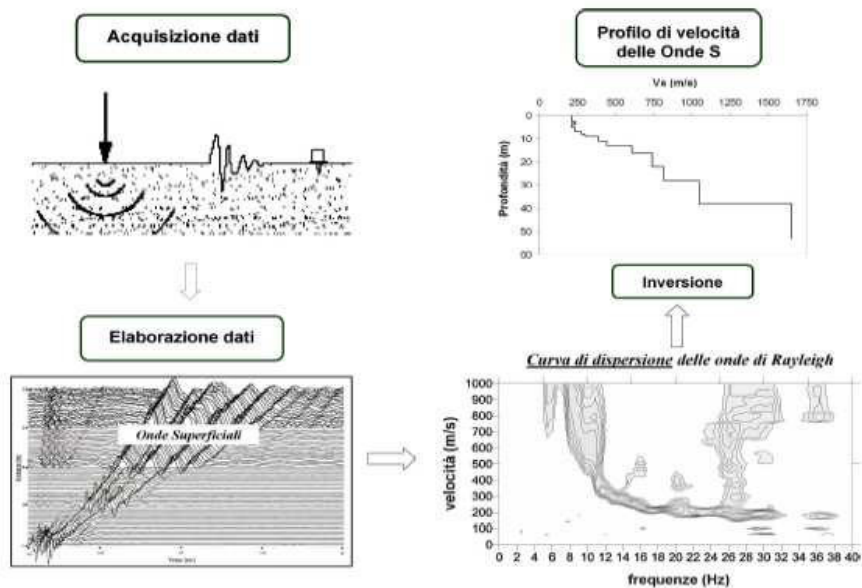 Acquisizione dati
Profilo di velocità
delle Onde S
Vs (m/s)
0 250 500 750 1000 1250 1500 1750
Profondità (m)
0
10
20
30
40
50
60
Inversione
Elaborazione dati
Onde Superficiali
Curva di dispersione delle onde di Rayleigh
velocità (m/s)
1000
900
800
700
600
500
400
300
200
100
0
0 2 4 6 8 10 12 14 16 18 20 22 24 26 28 30 32 34 36 38 40
frequenze (Hz)